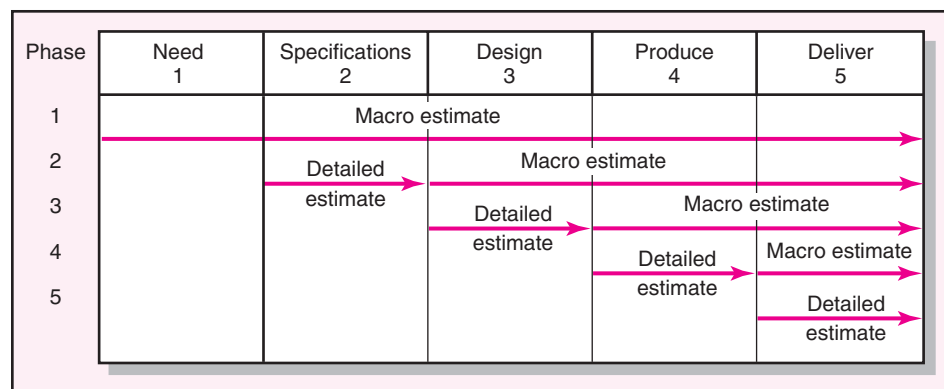 Phase Need Specifications Design Produce Deliver
1 2 3 4 5
1 Macro estimate
2 Detailed estimate Macro estimate
3 Detailed estimate Macro estimate
4 Detailed estimate Macro estimate
5 Detailed estimate